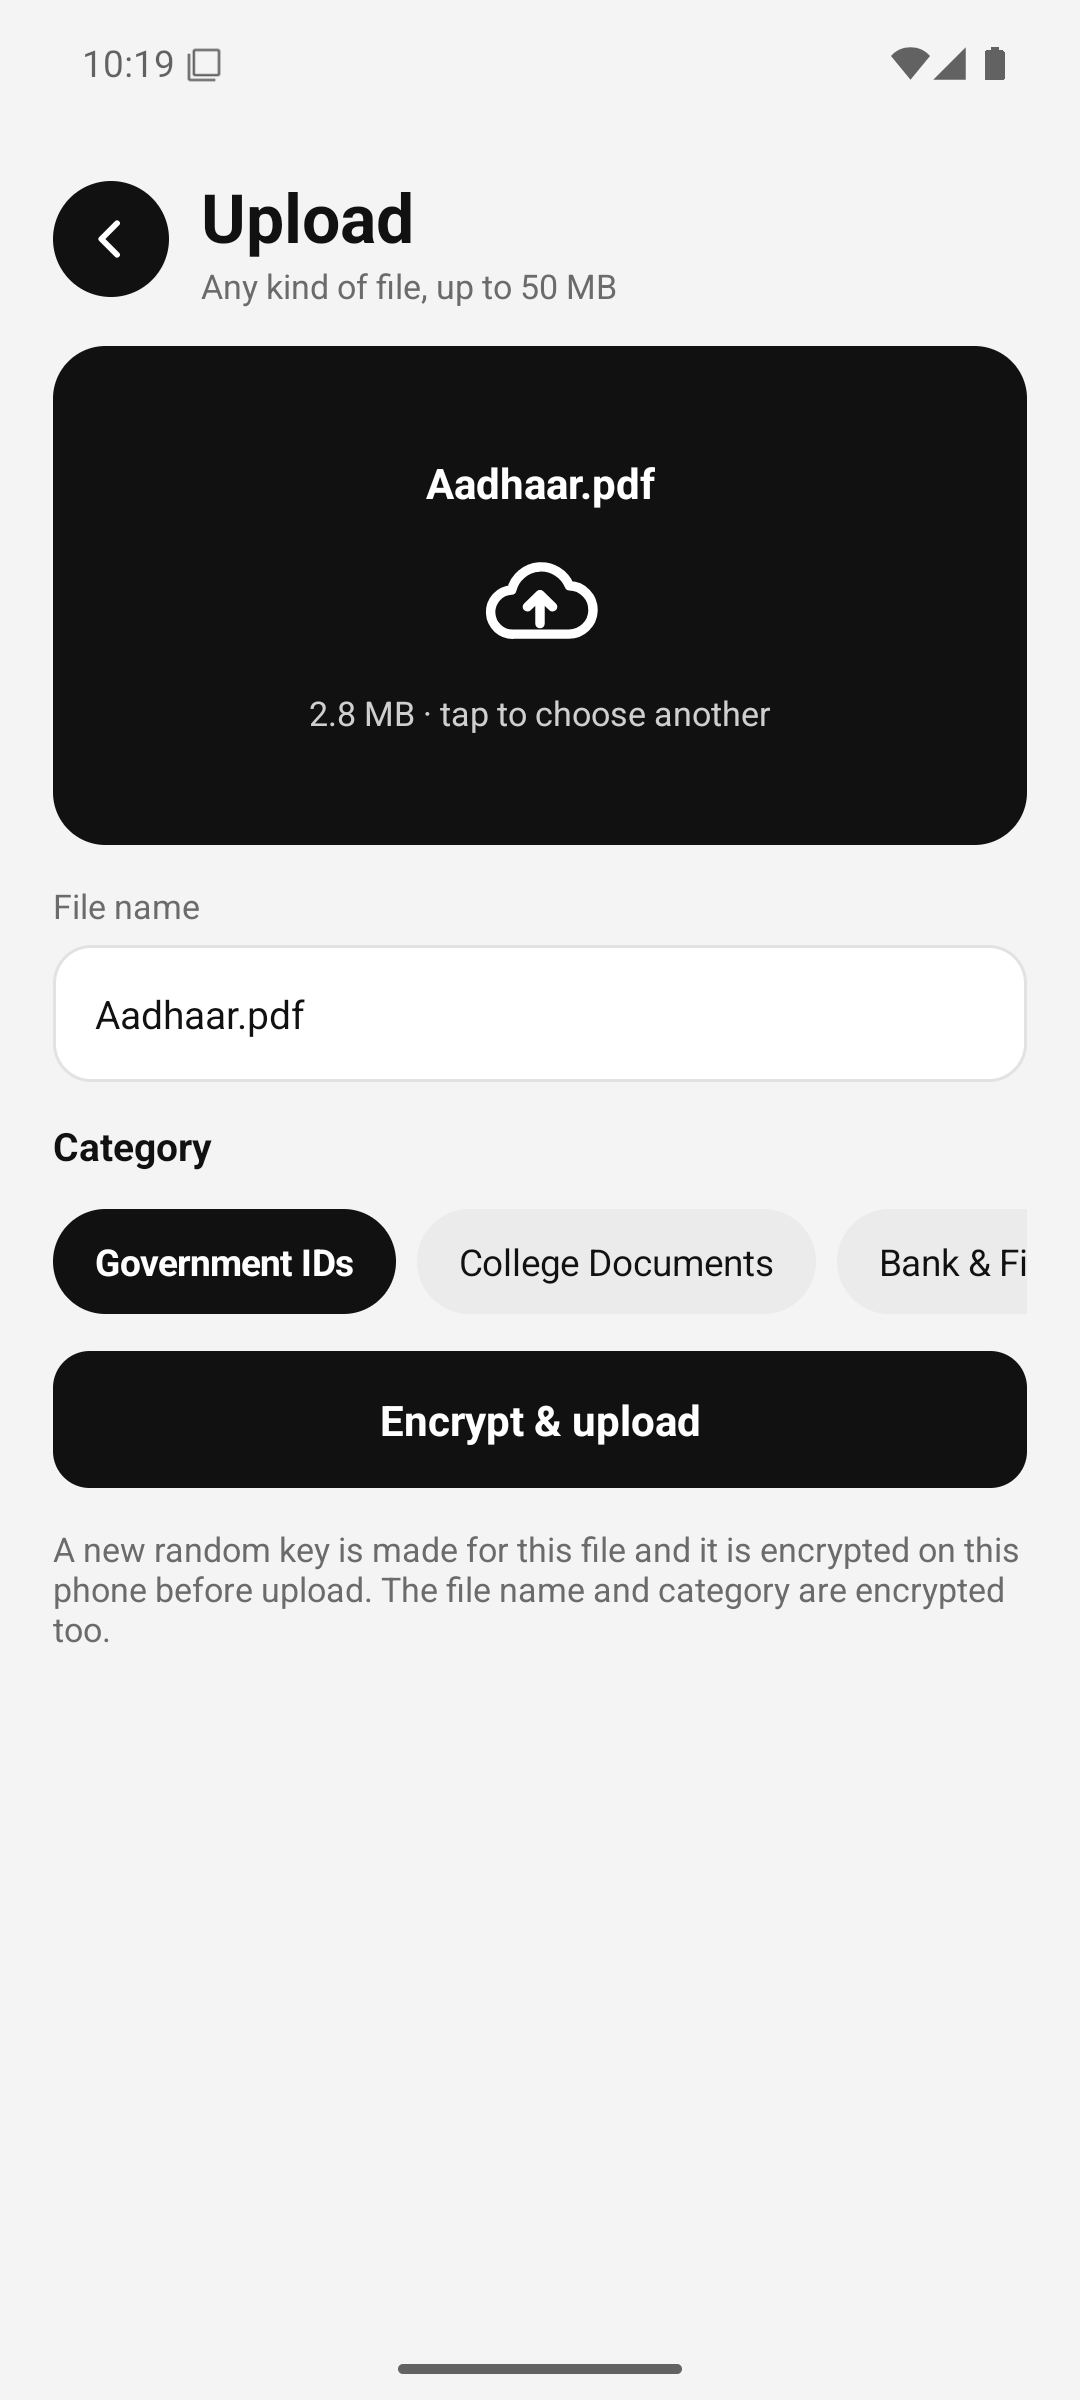 10:19
Upload
Any kind of file, up to 50 MB
Aadhaar.pdf
2.8 MB · tap to choose another
File name
Aadhaar.pdf
Category
Government IDs
College Documents
Bank & Fi
Encrypt & upload
A new random key is made for this file and it is encrypted on this
phone before upload. The file name and category are encrypted
too.